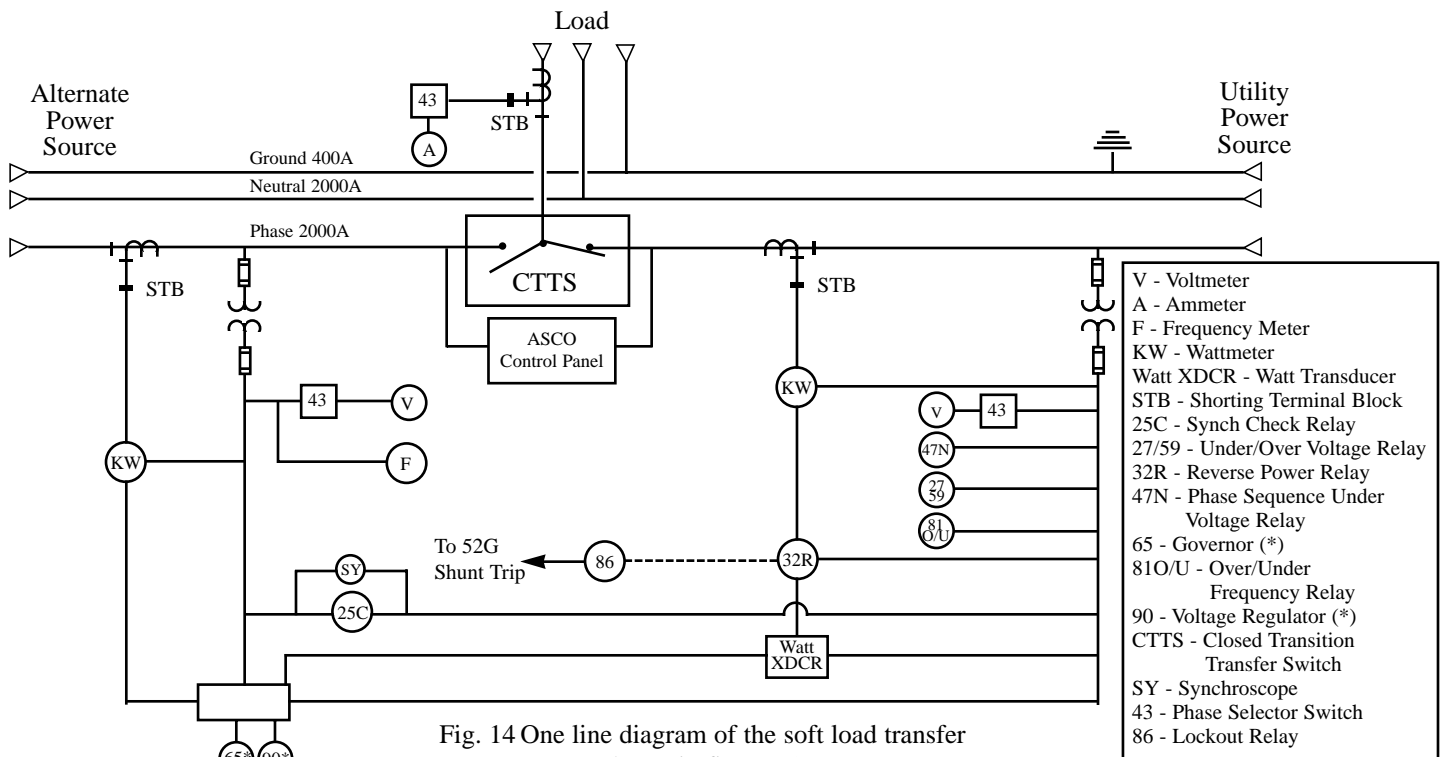 Load
Alternate
Power
Source
Utility
Power
Source
43
STB
A
Ground 400A
Neutral 2000A
Phase 2000A
CTTS
STB
STB
ASCO
Control Panel
KW
43
V
F
KW
V
43
47N
27
59
81
O/U
To 52G
Shunt Trip
86
32R
SY
25C
Watt
XDCR
65*
90*
V - Voltmeter
A - Ammeter
F - Frequency Meter
KW - Wattmeter
Watt XDCR - Watt Transducer
STB - Shorting Terminal Block
25C - Synch Check Relay
27/59 - Under/Over Voltage Relay
32R - Reverse Power Relay
47N - Phase Sequence Under
Voltage Relay
65 - Governor (*)
81O/U - Over/Under
Frequency Relay
90 - Voltage Regulator (*)
CTTS - Closed Transition
Transfer Switch
SY - Synchroscope
43 - Phase Selector Switch
86 - Lockout Relay
Fig. 14 One line diagram of the soft load transfer